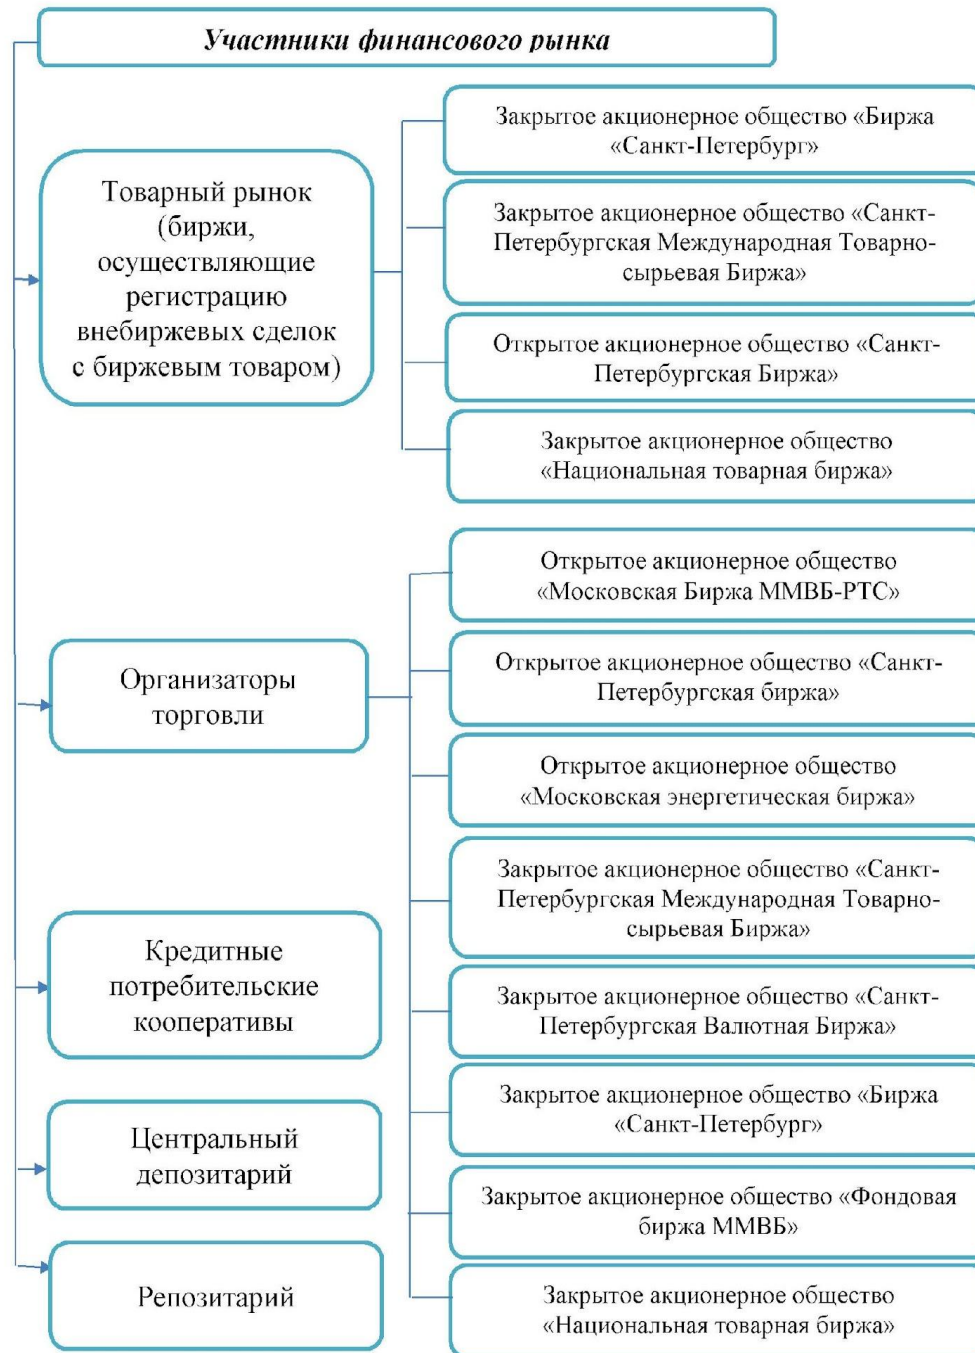 Участники финансового рынка
Товарный рынок
(биржи,
осуществляющие
регистрацию
внебиржевых сделок
с биржевым товаром)
Закрытое акционерное общество «Биржа
«Санкт-Петербург»
Закрытое акционерное общество «Санкт-
Петербургская Международная Товарно-
сырьевая Биржа»
Открытое акционерное общество «Санкт-
Петербургская Биржа»
Закрытое акционерное общество
«Национальная товарная биржа»
Организаторы
торговли
Открытое акционерное общество
«Московская Биржа ММВБ-РТС»
Открытое акционерное общество «Санкт-
Петербургская биржа»
Открытое акционерное общество
«Московская энергетическая биржа»
Закрытое акционерное общество «Санкт-
Петербургская Международная Товарно-
сырьевая Биржа»
Закрытое акционерное общество «Санкт-
Петербургская Валютная Биржа»
Закрытое акционерное общество «Биржа
«Санкт-Петербург»
Закрытое акционерное общество «Фондовая
биржа ММВБ»
Закрытое акционерное общество
«Национальная товарная биржа»
Кредитные
потребительские
кооперативы
Центральный
депозитарий
Репозитарий